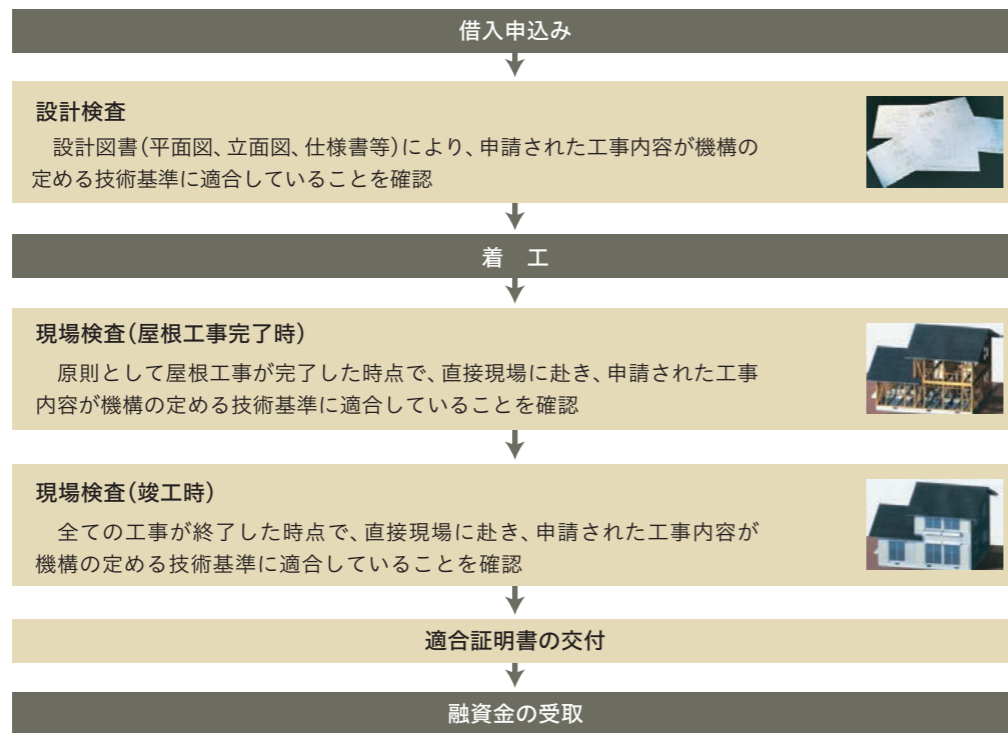 借入申込み
設計検査
設計図書(平面図、立面図、仕様書等)により、申請された工事内容が機構の
定める技術基準に適合していることを確認
着　工
現場検査(屋根工事完了時)
原則として屋根工事が完了した時点で、直接現場に赴き、申請された工事
内容が機構の定める技術基準に適合していることを確認
現場検査(竣工時)
全ての工事が終了した時点で、直接現場に赴き、申請された工事内容が
機構の定める技術基準に適合していることを確認
適合証明書の交付
融資金の受取